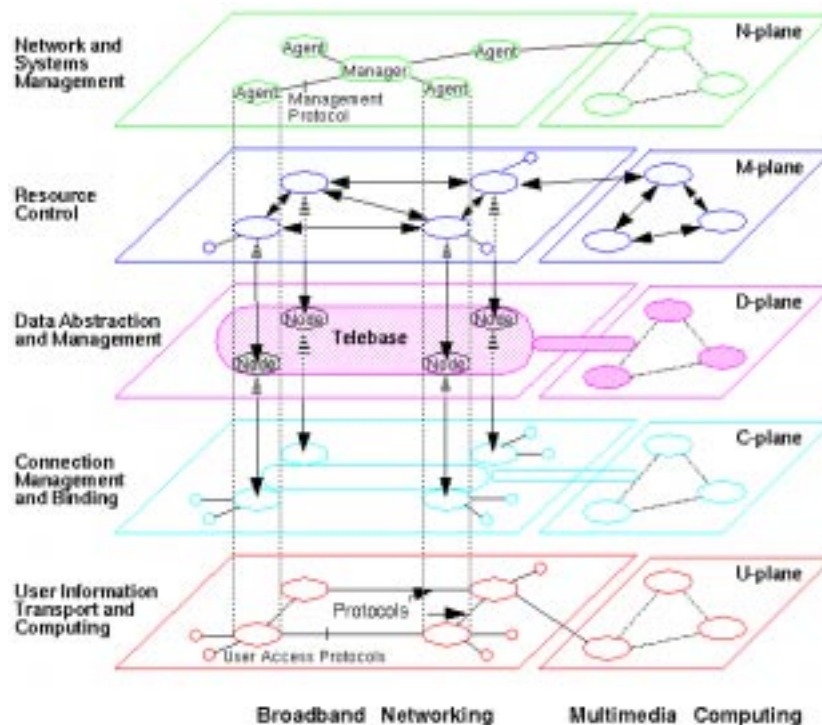 Network and
Systems
Management
Agent
Agent
Manager
Agent
Agent
Management
Protocol
N-plane
Resource
Control
M-plane
Data Abstraction
and Management
Node
Node
Telebase
Node
Node
D-plane
Connection
Management
and Binding
C-plane
User Information
Transport and
Computing
Protocols
User Access Protocols
U-plane
Broadband Networking
Multimedia Computing